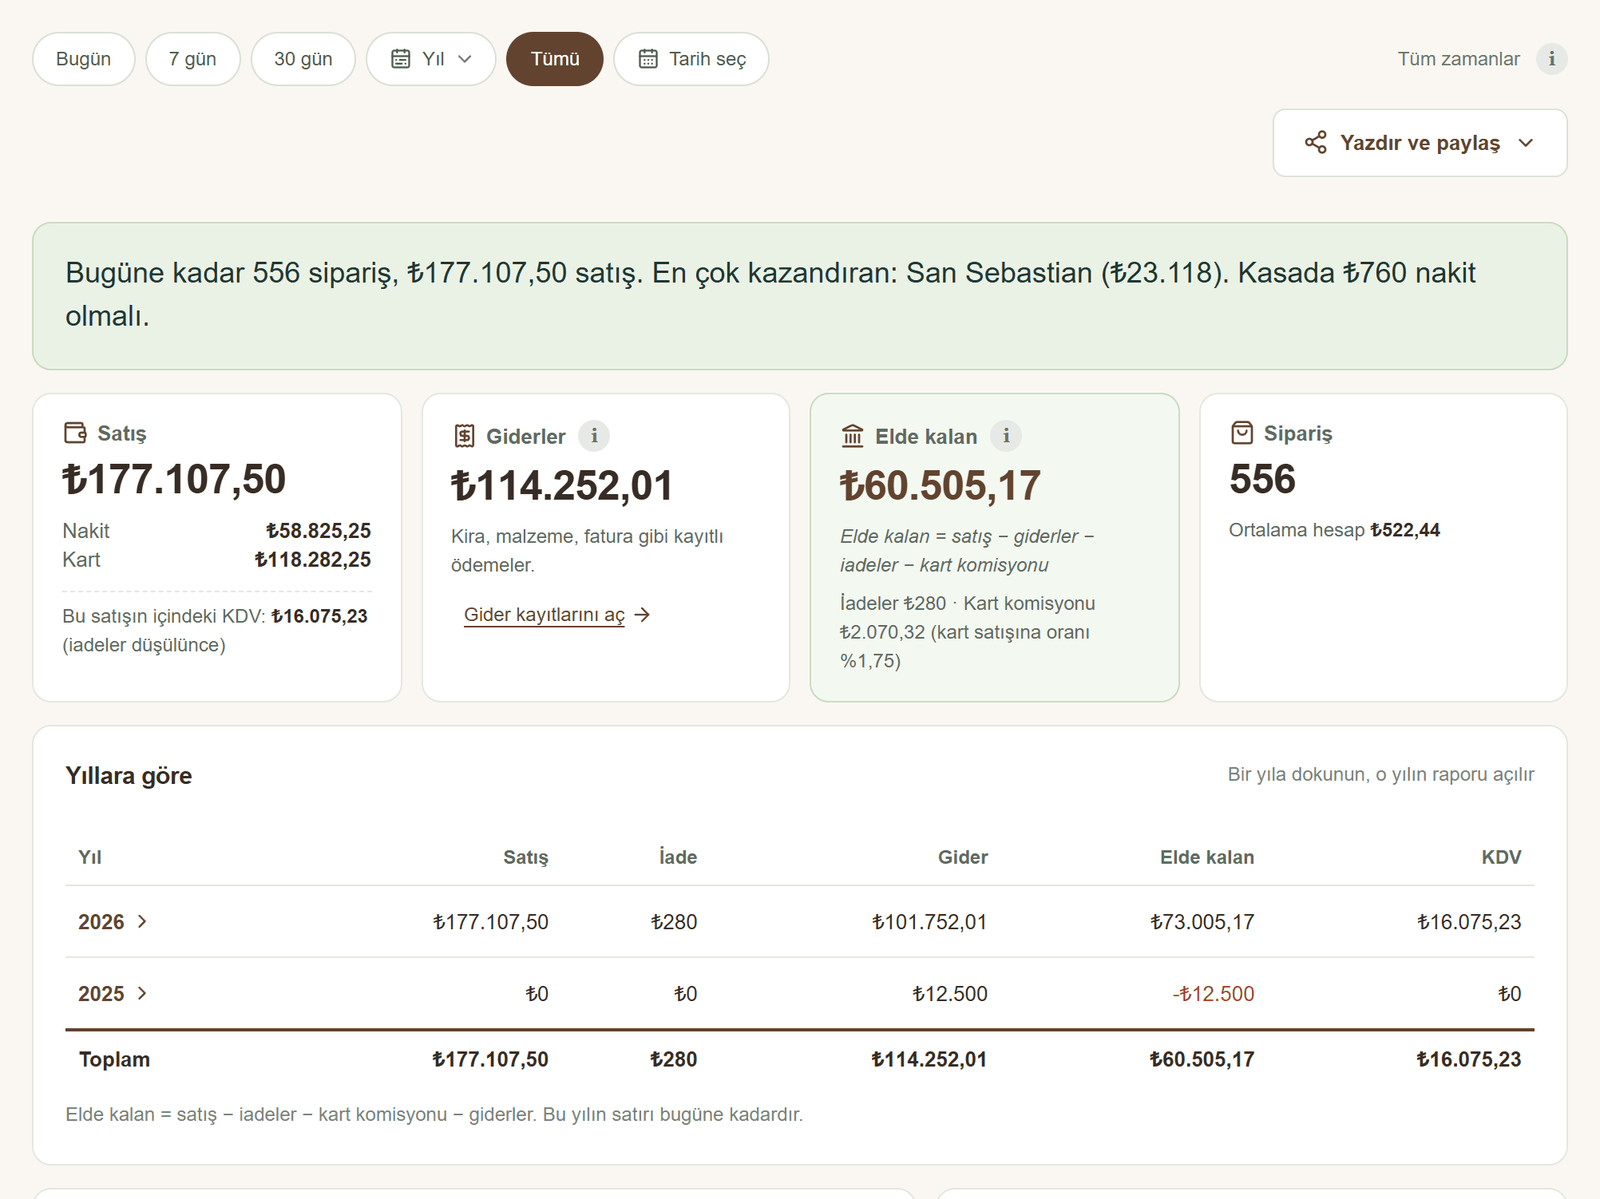 Bugün 7 gün 30 gün Yıl Tümü Tarih seç Tüm zamanlar i
Yazdır ve paylaş
Bugüne kadar 556 sipariş, ₺177.107,50 satış. En çok kazandıran: San Sebastian (₺23.118). Kasada ₺760 nakit
olmalı.
Satış
₺177.107,50
Nakit ₺58.825,25
Kart ₺118.282,25
Bu satışın içindeki KDV: ₺16.075,23
(iadeler düşülünce)
Giderler i
₺114.252,01
Kira, malzeme, fatura gibi kayıtlı
ödemeler.
Gider kayıtlarını aç →
Elde kalan i
₺60.505,17
Elde kalan = satış − giderler −
iadeler − kart komisyonu
İadeler ₺280 · Kart komisyonu
₺2.070,32 (kart satışına oranı
%1,75)
Sipariş
556
Ortalama hesap ₺522,44
Yıllara göre Bir yıla dokunun, o yılın raporu açılır
Yıl Satış İade Gider Elde kalan KDV
2026 ₺177.107,50 ₺280 ₺101.752,01 ₺73.005,17 ₺16.075,23
2025 ₺0 ₺0 ₺12.500 -₺12.500 ₺0
Toplam ₺177.107,50 ₺280 ₺114.252,01 ₺60.505,17 ₺16.075,23
Elde kalan = satış − iadeler − kart komisyonu − giderler. Bu yılın satırı bugüne kadardır.